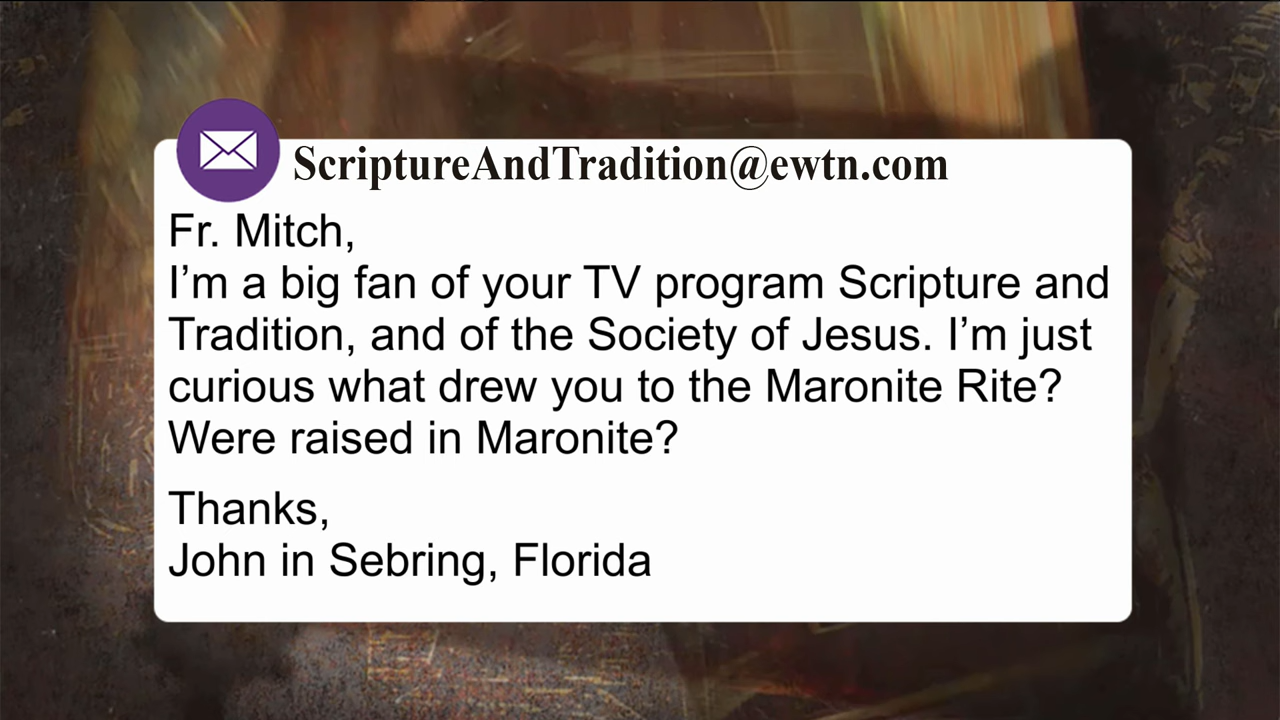 ScriptureAndTradition@ewtn.com
Fr. Mitch,
I’m a big fan of your TV program Scripture and
Tradition, and of the Society of Jesus. I’m just
curious what drew you to the Maronite Rite?
Were raised in Maronite?
Thanks,
John in Sebring, Florida